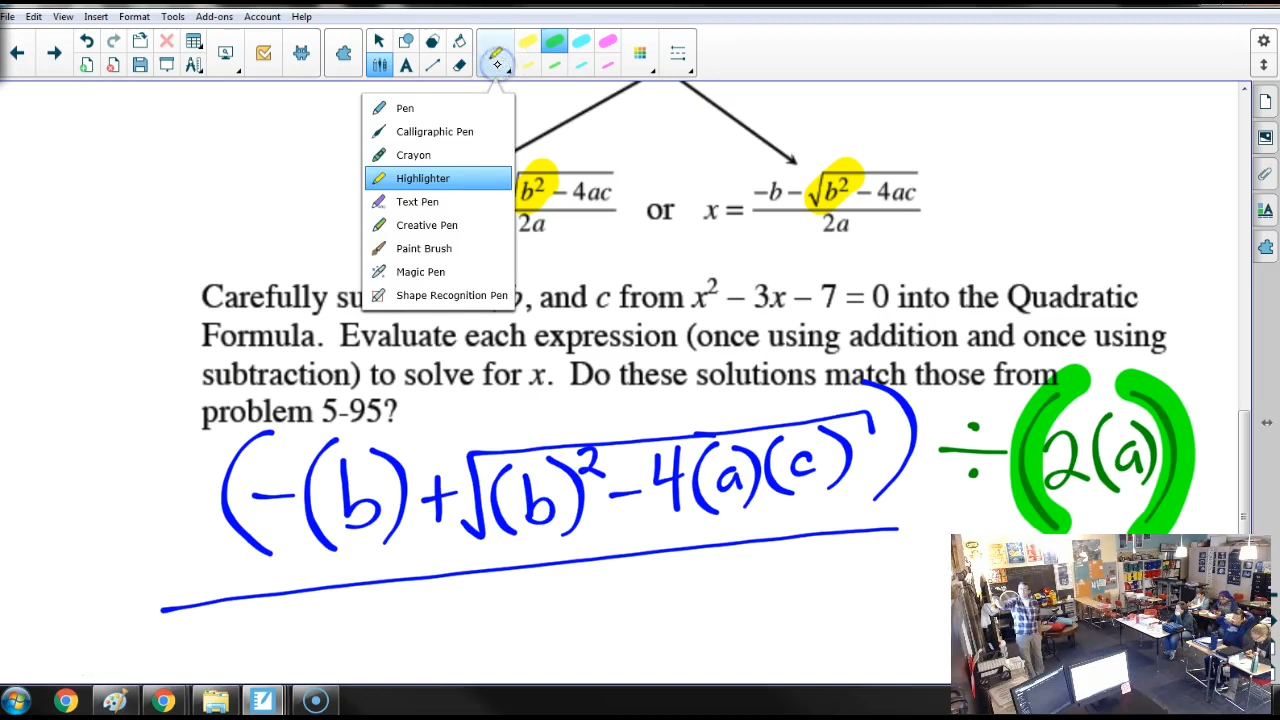 File Edit View Insert Format Tools Add-ons Account Help
Pen
Calligraphic Pen
Crayon
Highlighter
Text Pen
Creative Pen
Paint Brush
Magic Pen
Shape Recognition Pen
√b² − 4ac
2a
or
x = −b − √b² − 4ac
2a
Carefully su b, and c from x² − 3x − 7 = 0 into the Quadratic
Formula. Evaluate each expression (once using addition and once using
subtraction) to solve for x. Do these solutions match those from
problem 5-95?
(−(b) + √(b)² − 4(a)(c)) ÷ (2(a))